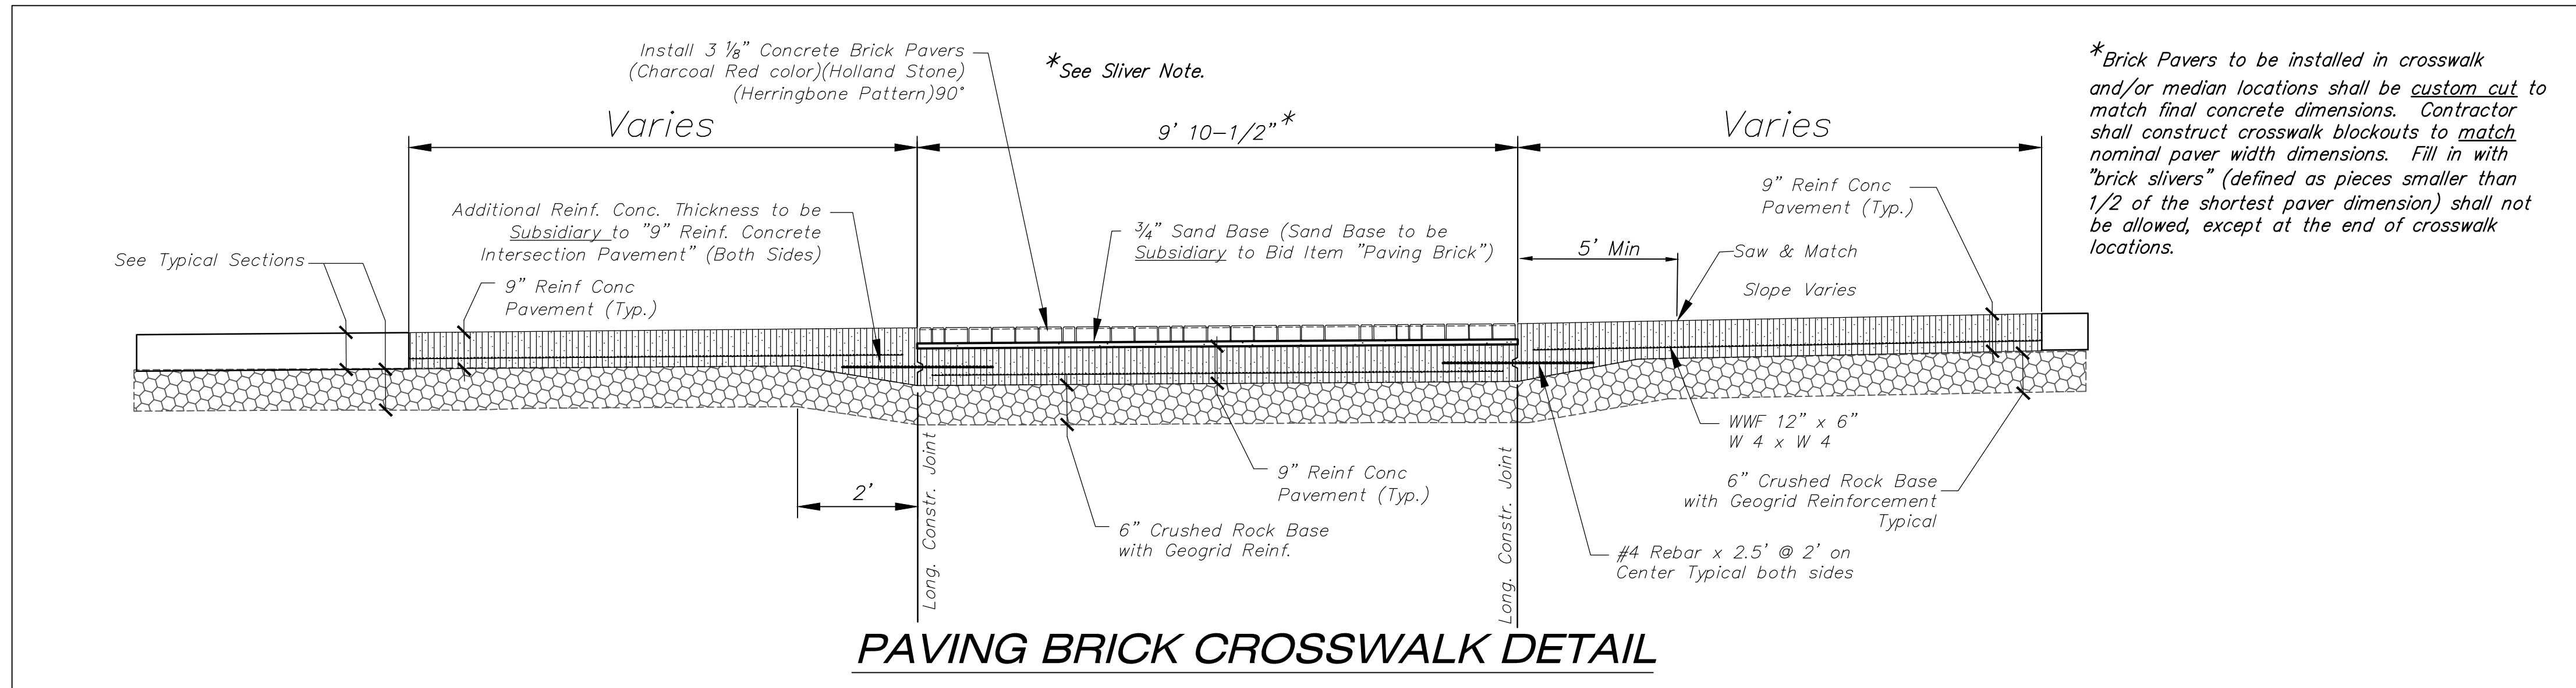 Install 3 ⅛" Concrete Brick Pavers
(Charcoal Red color)(Holland Stone)
(Herringbone Pattern)90°
*See Sliver Note.
*Brick Pavers to be installed in crosswalk
and/or median locations shall be custom cut to
match final concrete dimensions. Contractor
shall construct crosswalk blockouts to match
nominal paver width dimensions. Fill in with
"brick slivers" (defined as pieces smaller than
1/2 of the shortest paver dimension) shall not
be allowed, except at the end of crosswalk
locations.
Varies
9' 10-1/2"*
Varies
Additional Reinf. Conc. Thickness to be
Subsidiary to "9" Reinf. Concrete
Intersection Pavement" (Both Sides)
¾" Sand Base (Sand Base to be
Subsidiary to Bid Item "Paving Brick")
9" Reinf Conc
Pavement (Typ.)
See Typical Sections
9" Reinf Conc
Pavement (Typ.)
5' Min
Saw & Match
Slope Varies
WWF 12" x 6"
W 4 x W 4
2'
Long. Constr. Joint
9" Reinf Conc
Pavement (Typ.)
6" Crushed Rock Base
with Geogrid Reinf.
Long. Constr. Joint
6" Crushed Rock Base
with Geogrid Reinforcement
Typical
#4 Rebar x 2.5' @ 2' on
Center Typical both sides
PAVING BRICK CROSSWALK DETAIL